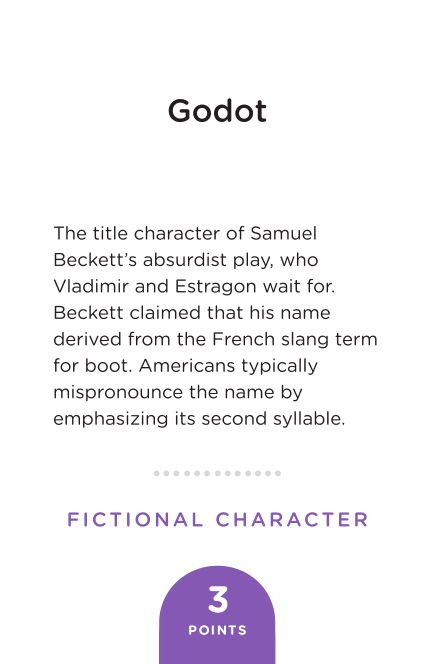 Godot
The title character of Samuel
Beckett’s absurdist play, who
Vladimir and Estragon wait for.
Beckett claimed that his name
derived from the French slang term
for boot. Americans typically
mispronounce the name by
emphasizing its second syllable.
FICTIONAL CHARACTER
3
POINTS